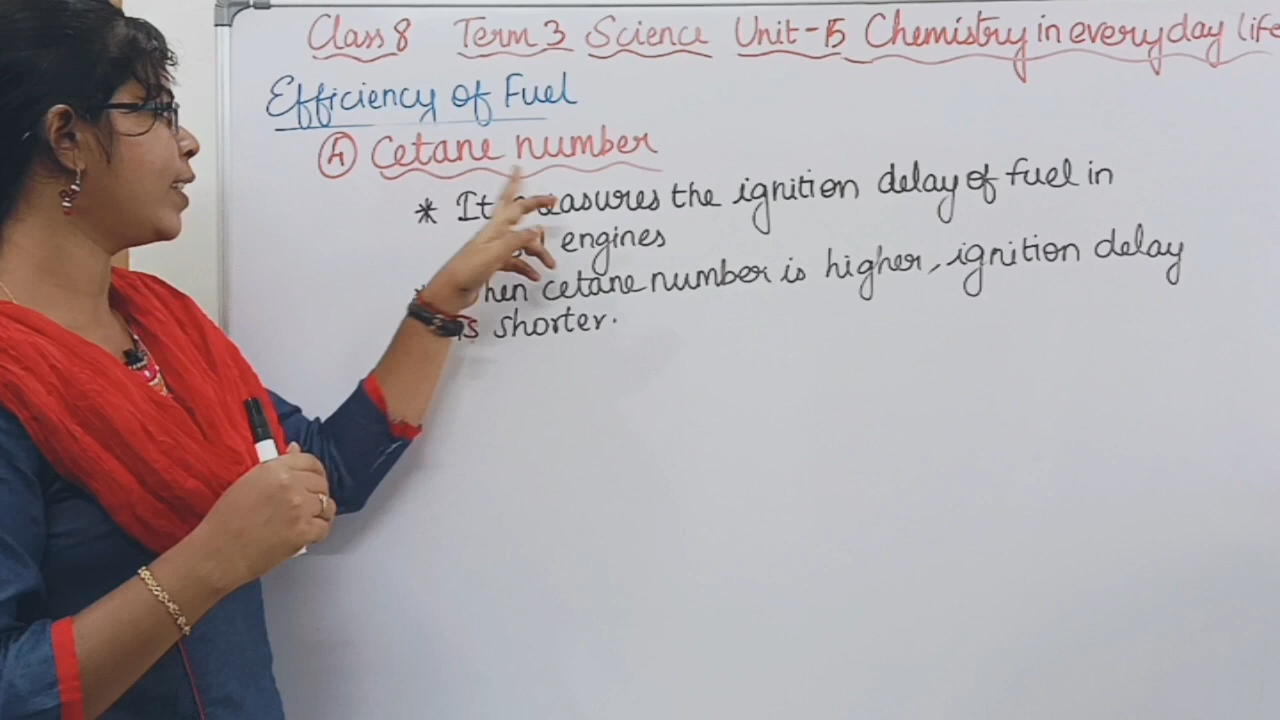 Class 8 Term 3 Science Unit-5 Chemistry in everyday life
Efficiency of Fuel
4 Cetane number
* It measures the ignition delay of fuel in
engines
cetane number is higher, ignition delay
is shorter.